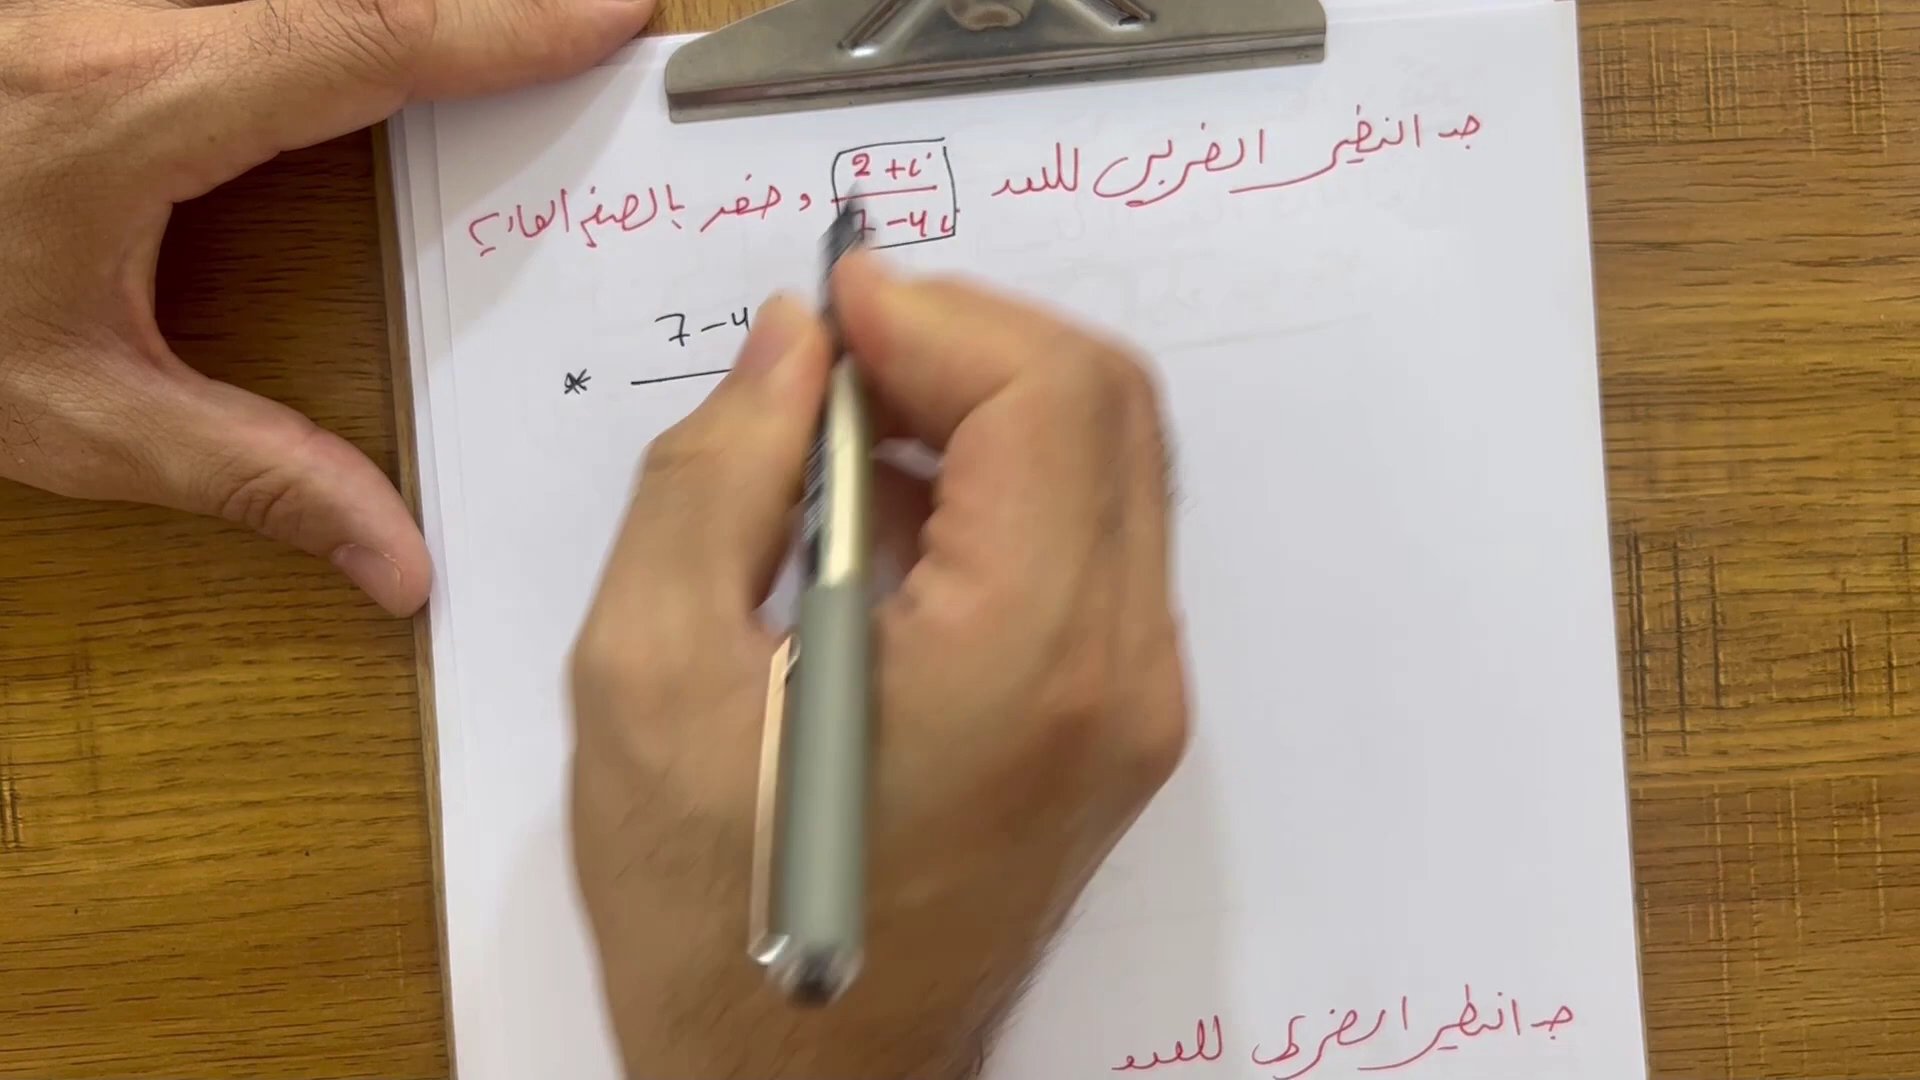 جد النظير الضربي للعدد 2+i / 7-4i وضعه بالصيغة العادية؟
* 7-4
جد النظير الضربي للعدد